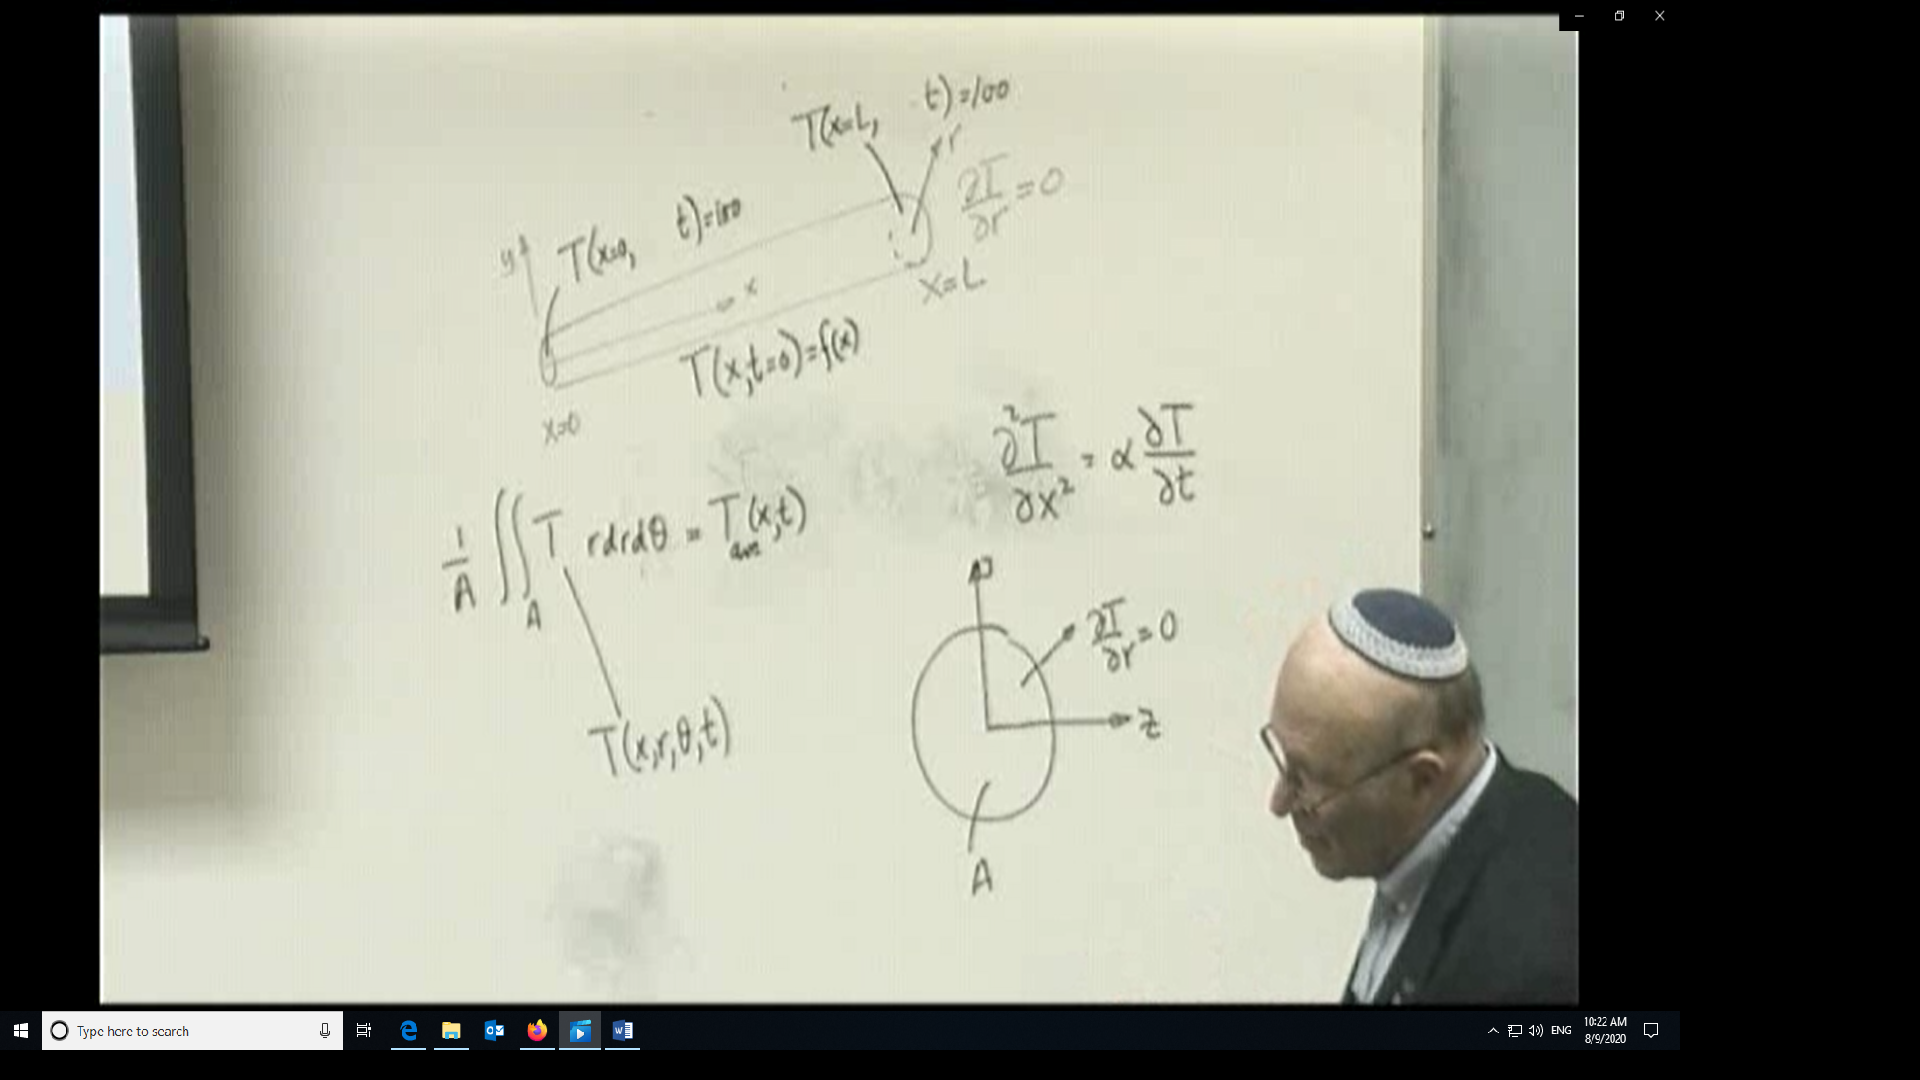 T(x=L, t)=100
r
∂T/∂r=0
T(x=0, t)=100
y
x
x=L
T(x,t=0)=f(x)
x=0
∂²T/∂x² = α ∂T/∂t
1/A ∬_A T rdrdθ = T_ave(x,t)
∂T/∂r=0
z
T(x,r,θ,t)
A
Type here to search
ENG
10:22 AM
8/9/2020